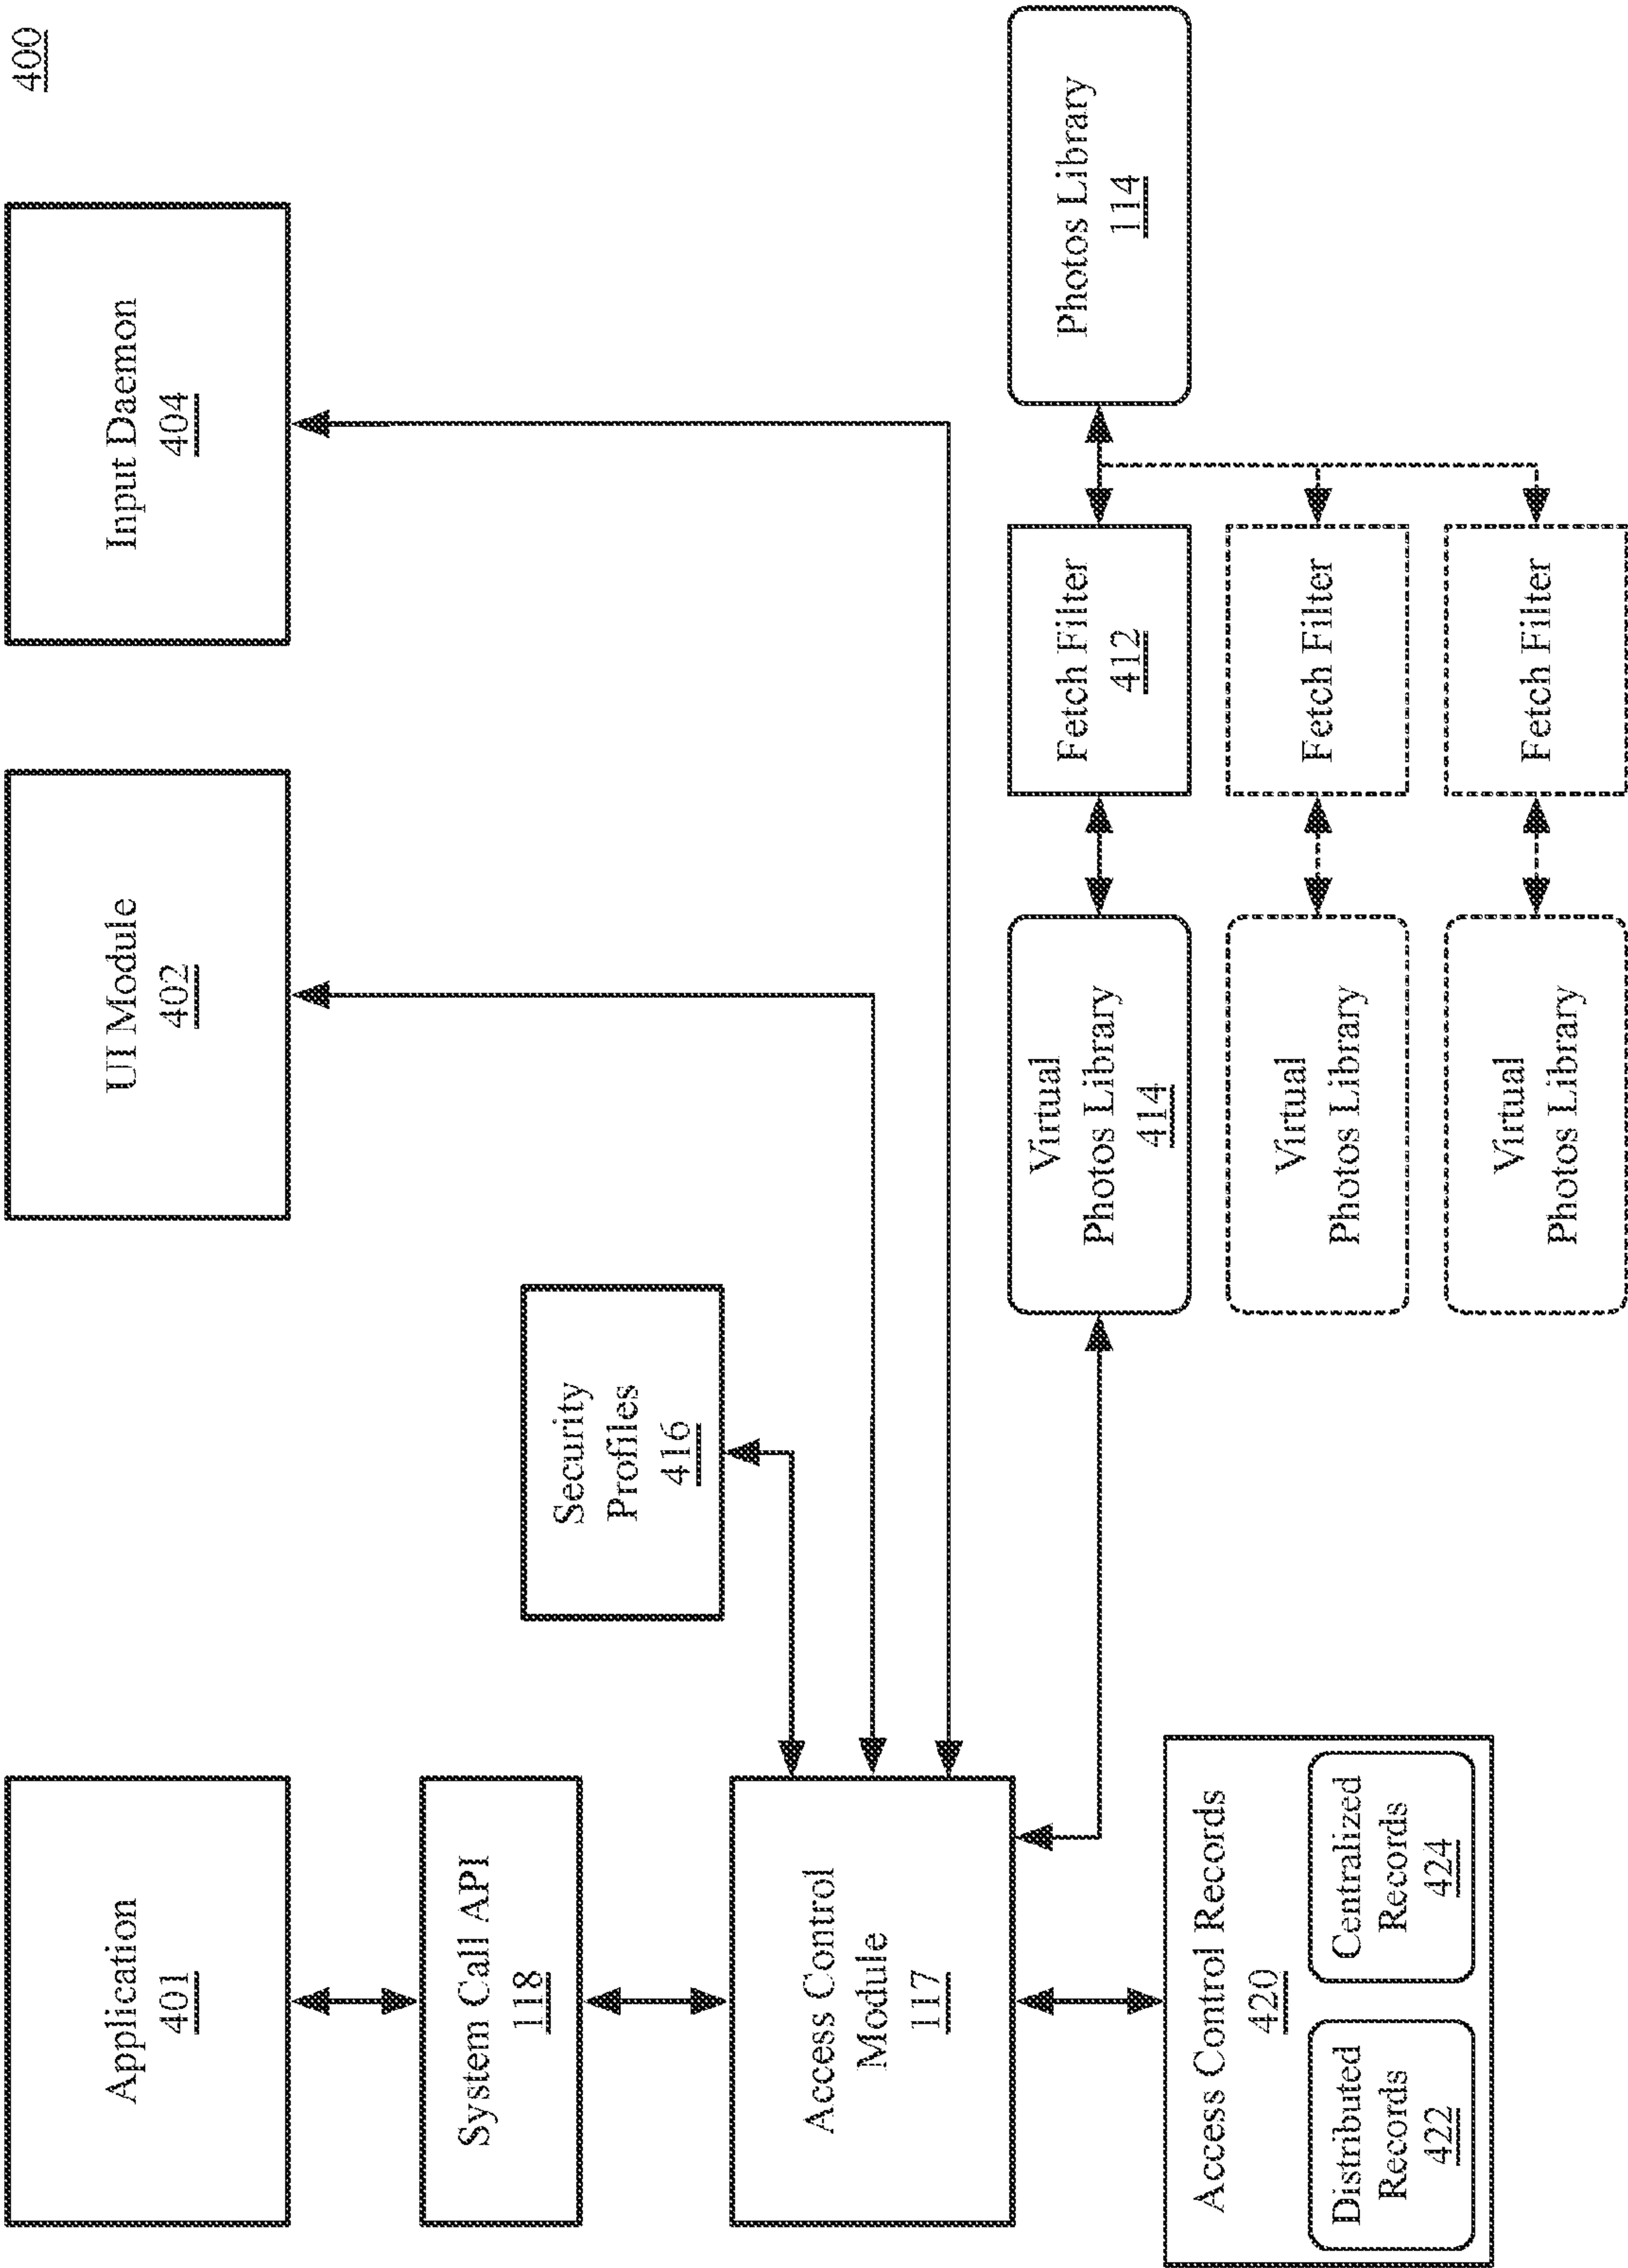 400
Application
401
UI Module
402
Input Daemon
404
System Call API
118
Security
Profiles
416
Access Control
Module
117
Virtual
Photos Library
414
Fetch Filter
412
Photos Library
114
Virtual
Photos Library
Fetch Filter
Virtual
Photos Library
Fetch Filter
Access Control Records
420
Distributed
Records
422
Centralized
Records
424